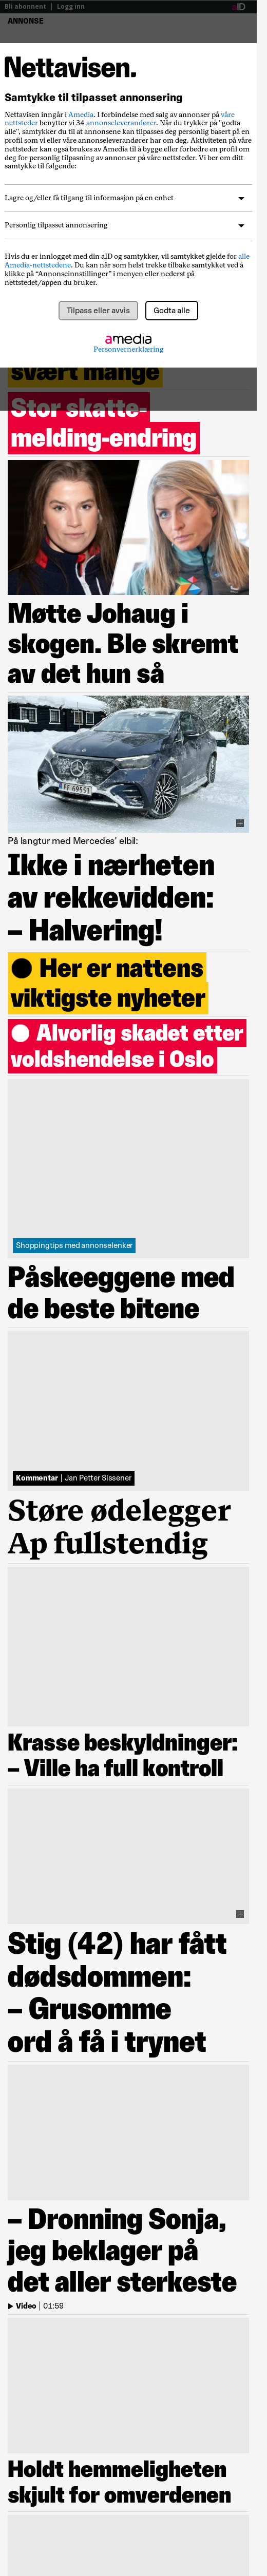 Bli abonnent | Logg inn
aID
ANNONSE
Nettavisen.
Samtykke til tilpasset annonsering
Nettavisen inngår i Amedia. I forbindelse med salg av annonser på våre
nettsteder benytter vi 34 annonseleverandører. Når du trykker på "godta
alle", samtykker du til at annonsene kan tilpasses deg personlig basert på en
profil som vi eller våre annonseleverandører har om deg. Aktiviteten på våre
nettsteder kan også brukes av Amedia til å bygge eller forbedre en profil om
deg for personlig tilpasning av annonser på våre nettsteder. Vi ber om ditt
samtykke til følgende:
Lagre og/eller få tilgang til informasjon på en enhet
Personlig tilpasset annonsering
Hvis du er innlogget med din aID og samtykker, vil samtykket gjelde for alle
Amedia-nettstedene. Du kan når som helst trekke tilbake samtykket ved å
klikke på “Annonseinnstillinger” i menyen eller nederst på
nettstedet/appen du bruker.
Tilpass eller avvis
Godta alle
amedia
Personvernerklæring
svært mange
Stor skatte-
melding-endring
Møtte Johaug i
skogen. Ble skremt
av det hun så
På langtur med Mercedes' elbil:
Ikke i nærheten
av rekkevidden:
– Halvering!
Her er nattens
viktigste nyheter
Alvorlig skadet etter
voldshendelse i Oslo
Shoppingtips med annonselenker
Påskeeggene med
de beste bitene
Kommentar | Jan Petter Sissener
Støre ødelegger
Ap fullstendig
Krasse beskyldninger:
– Ville ha full kontroll
Stig (42) har fått
dødsdommen:
– Grusomme
ord å få i trynet
– Dronning Sonja,
jeg beklager på
det aller sterkeste
Video | 01:59
Holdt hemmeligheten
skjult for omverdenen